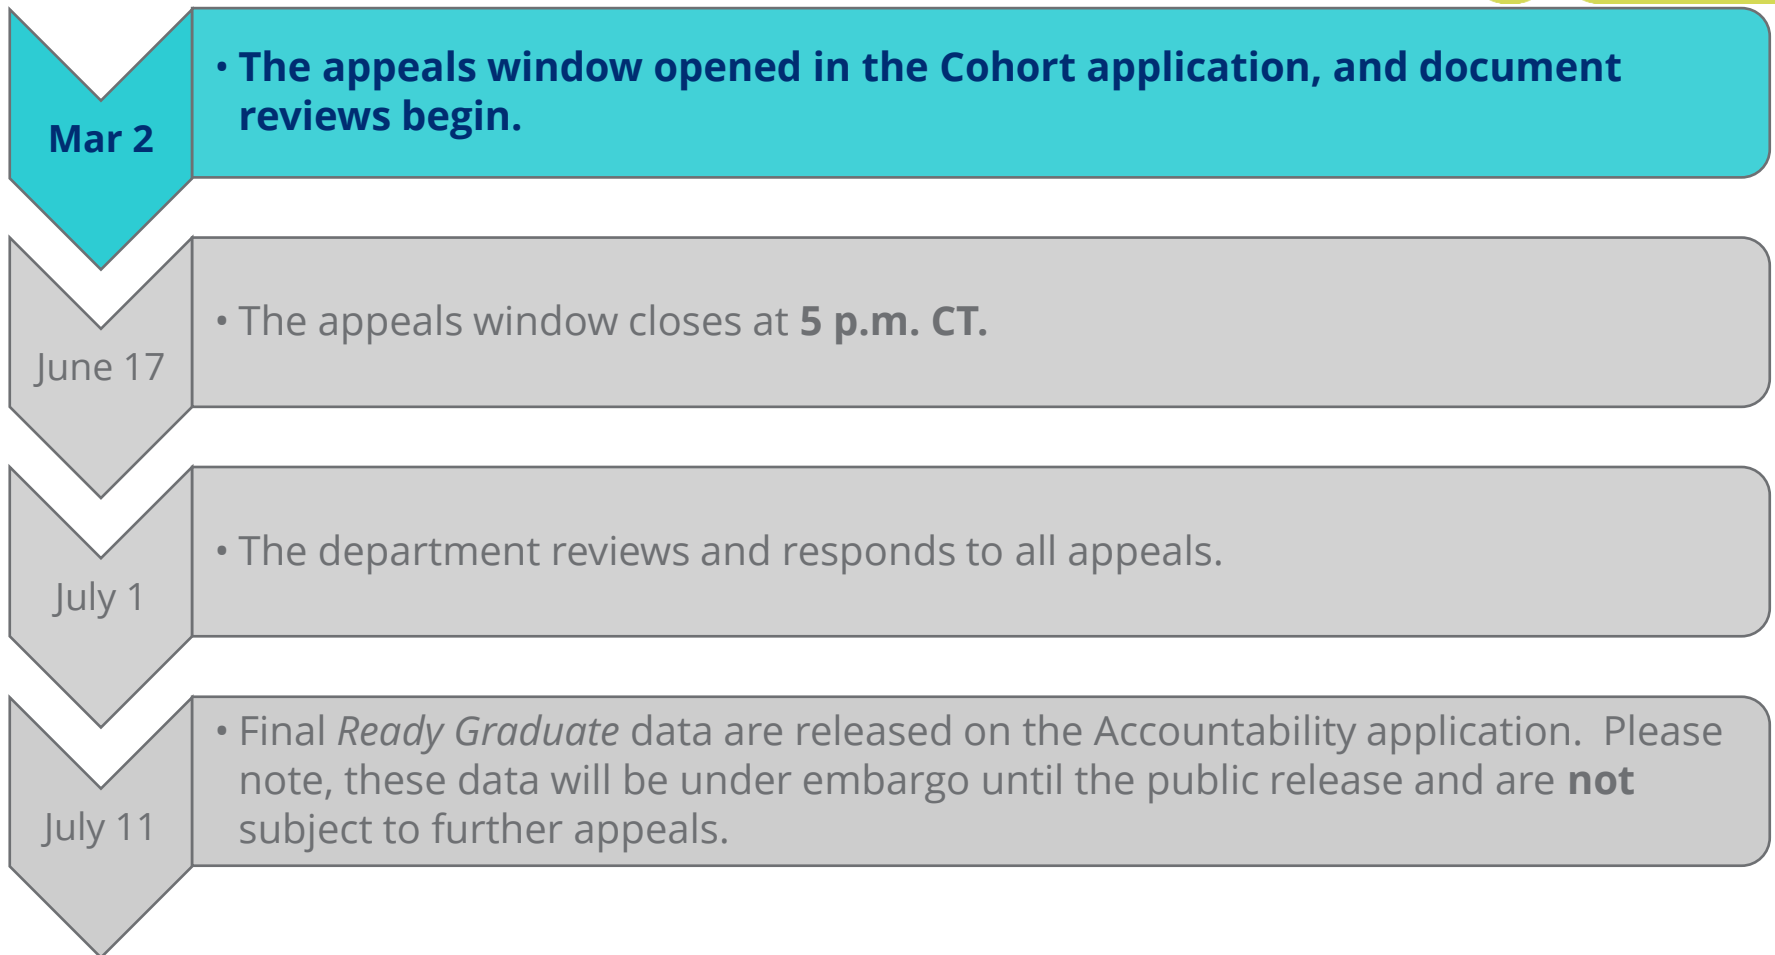 • The appeals window opened in the Cohort application, and document
reviews begin.
Mar 2
• The appeals window closes at 5 p.m. CT.
June 17
• The department reviews and responds to all appeals.
July 1
• Final Ready Graduate data are released on the Accountability application.  Please
note, these data will be under embargo until the public release and are not
subject to further appeals.
July 11